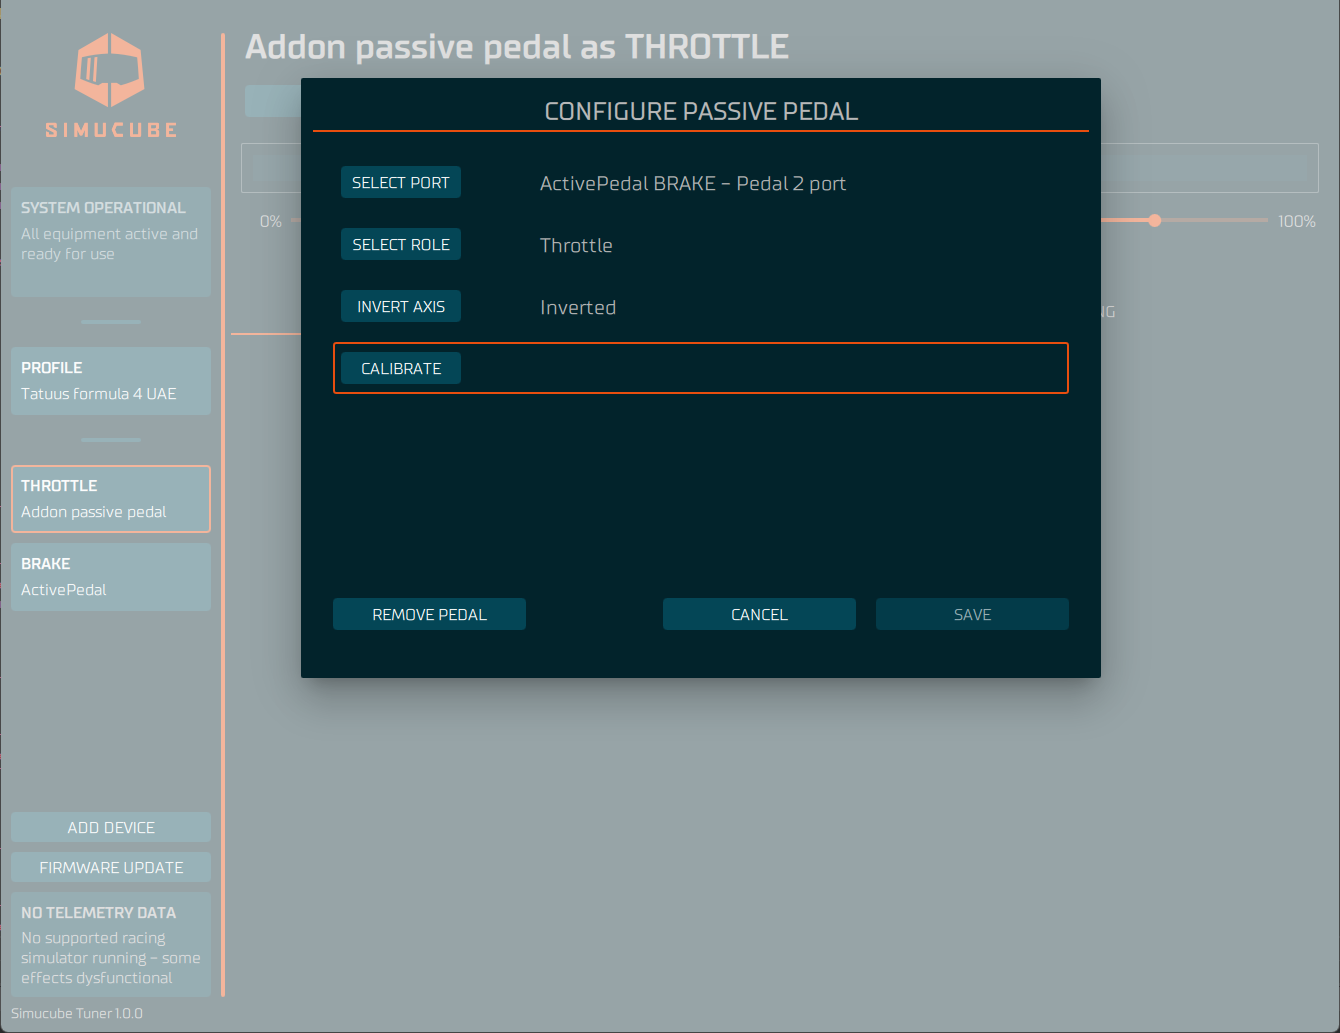 SIMUCUBE
SYSTEM OPERATIONAL
All equipment active and
ready for use
PROFILE
Tatuus formula 4 UAE
THROTTLE
Addon passive pedal
BRAKE
ActivePedal
ADD DEVICE
FIRMWARE UPDATE
NO TELEMETRY DATA
No supported racing
simulator running - some
effects dysfunctional
Simucube Tuner 1.0.0
Addon passive pedal as THROTTLE
0%
100%
NG
CONFIGURE PASSIVE PEDAL
SELECT PORT
ActivePedal BRAKE - Pedal 2 port
SELECT ROLE
Throttle
INVERT AXIS
Inverted
CALIBRATE
REMOVE PEDAL
CANCEL
SAVE